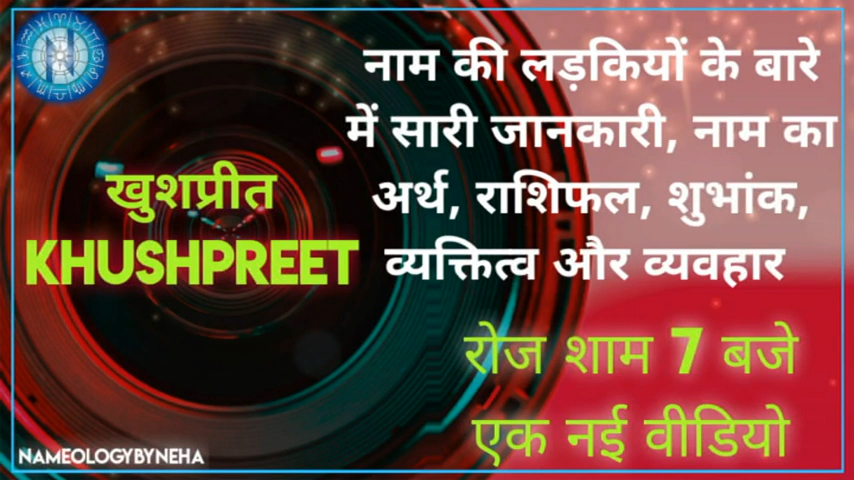 नाम की लड़कियों के बारे
में सारी जानकारी, नाम का
अर्थ, राशिफल, शुभांक,
व्यक्तित्व और व्यवहार
खुशप्रीत
KHUSHPREET
रोज शाम 7 बजे
एक नई वीडियो
NAMEOLOGYBYNEHA